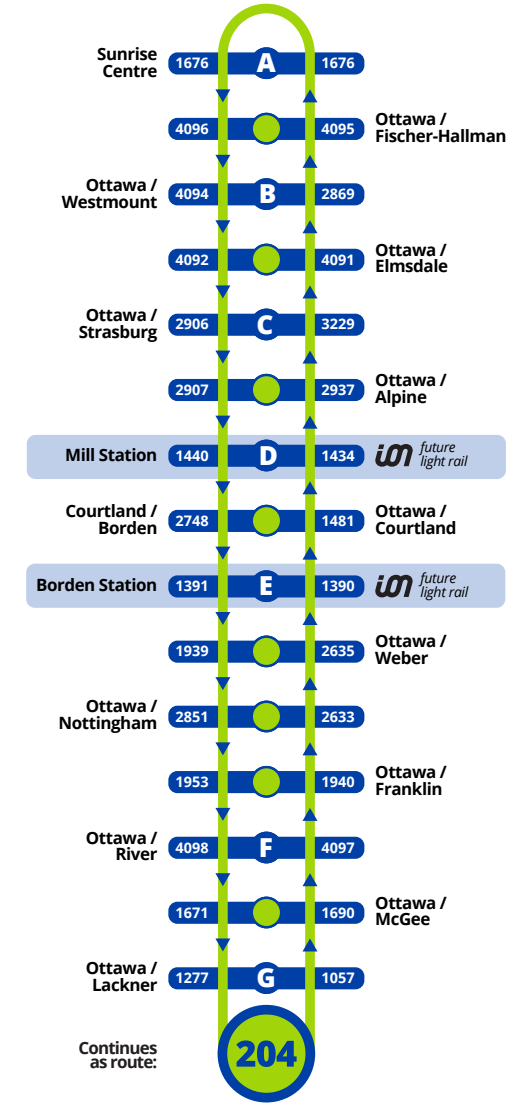 Sunrise
Centre
1676 A 1676
4096 4095
Ottawa /
Fischer-Hallman
Ottawa /
Westmount
4094 B 2869
4092 4091
Ottawa /
Elmsdale
Ottawa /
Strasburg
2906 C 3229
2907 2937
Ottawa /
Alpine
Mill Station 1440 D 1434 ion future
light rail
Courtland /
Borden
2748 1481
Ottawa /
Courtland
Borden Station 1391 E 1390 ion future
light rail
1939 2635
Ottawa /
Weber
Ottawa /
Nottingham
2851 2633
1953 1940
Ottawa /
Franklin
Ottawa /
River
4098 F 4097
1671 1690
Ottawa /
McGee
Ottawa /
Lackner
1277 G 1057
Continues
as route:
204